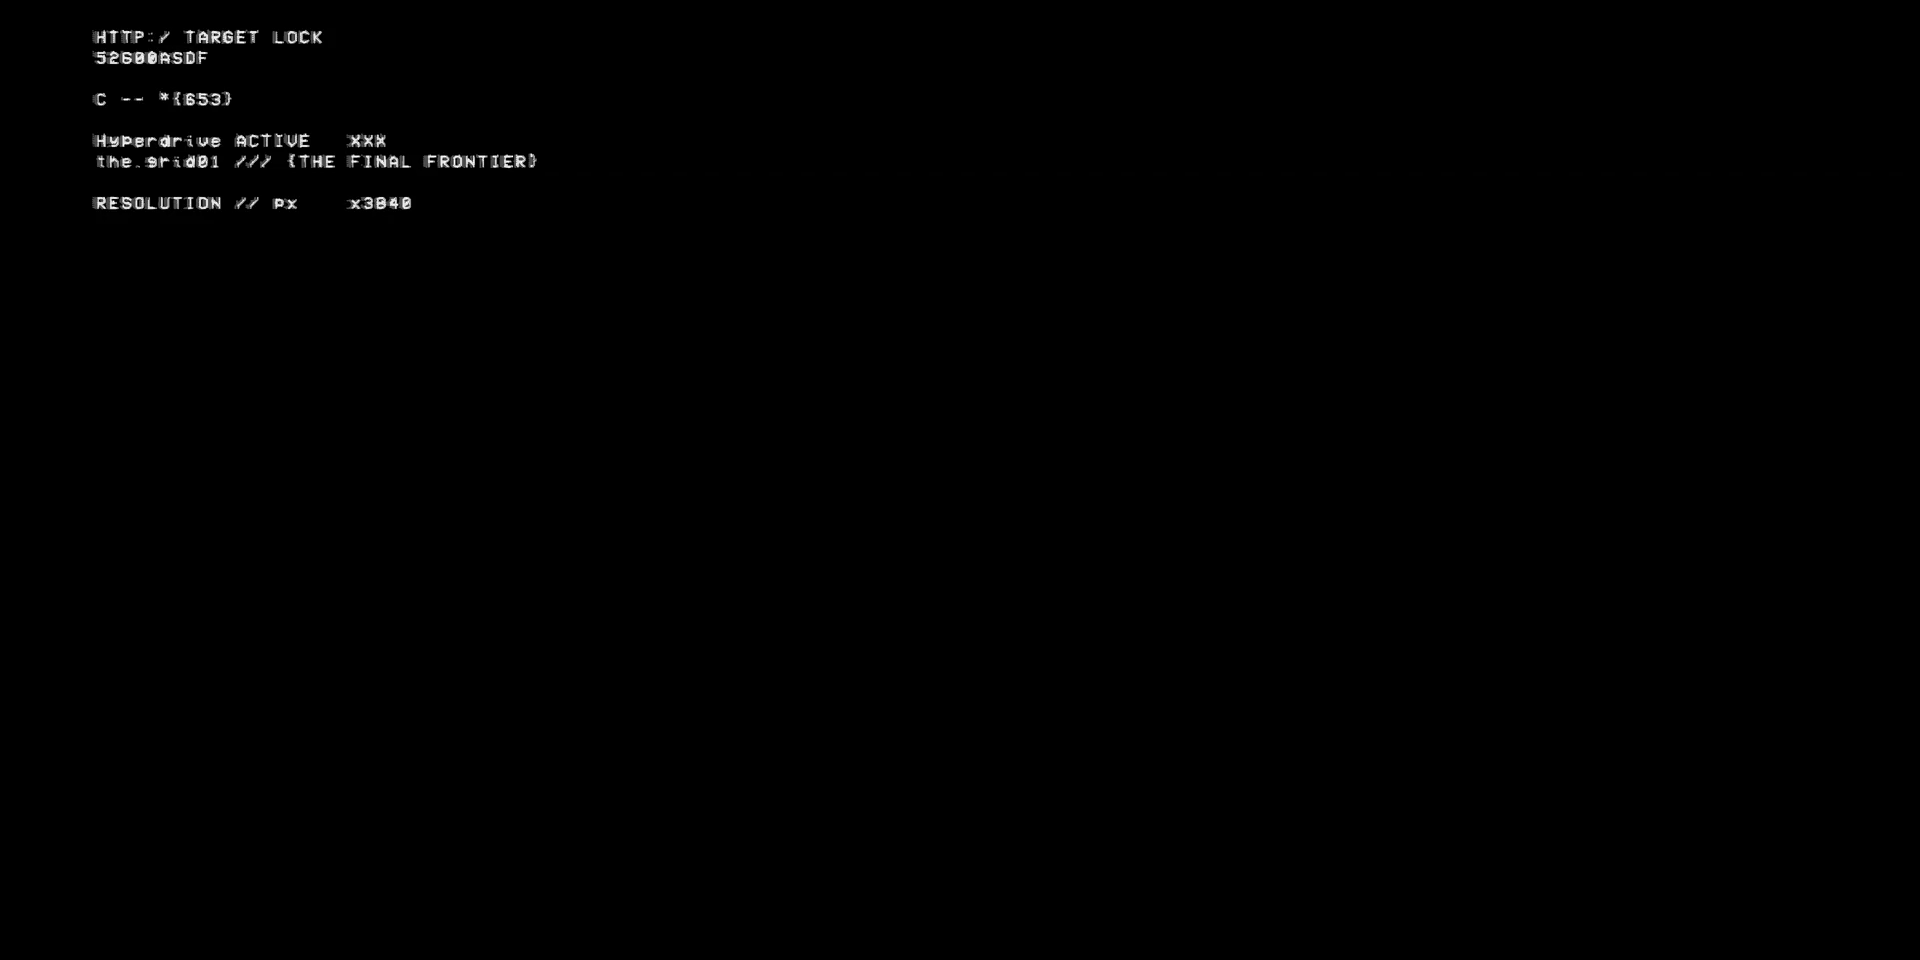 HTTP:/ TARGET LOCK
52600ASDF
C -- *{653}
Hyperdrive ACTIVE   xxx
the.grid01 /// {THE FINAL FRONTIER}
RESOLUTION // px    x3840